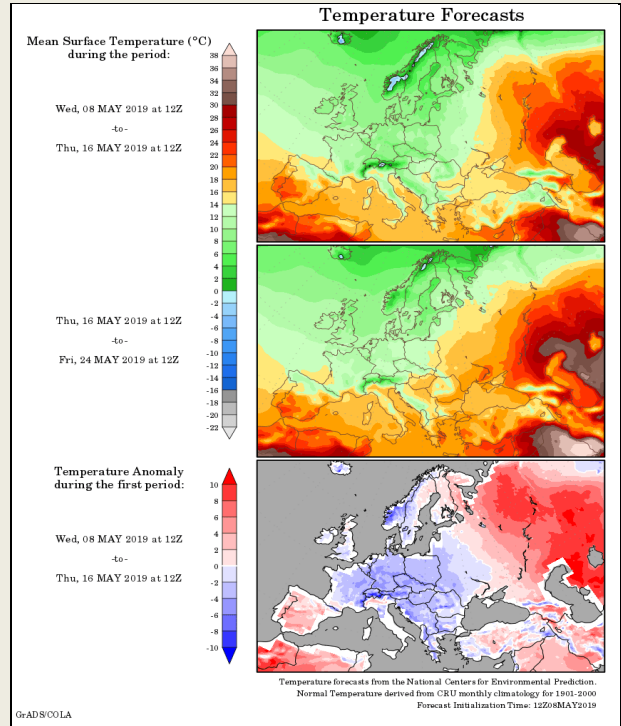 Temperature Forecasts
Mean Surface Temperature (°C)
during the period:
38
36
34
32
30
28
26
24
22
20
18
16
14
12
10
8
6
4
2
0
-2
-4
-6
-8
-10
-12
-14
-16
-18
-20
-22
Wed, 08 MAY 2019 at 12Z
-to-
Thu, 16 MAY 2019 at 12Z
Thu, 16 MAY 2019 at 12Z
-to-
Fri, 24 MAY 2019 at 12Z
Temperature Anomaly
during the first period:
10
8
6
4
2
0
-2
-4
-6
-8
-10
Wed, 08 MAY 2019 at 12Z
-to-
Thu, 16 MAY 2019 at 12Z
Temperature forecasts from the National Centers for Environmental Prediction.
Normal Temperature derived from CRU monthly climatology for 1901-2000
Forecast Initialization Time: 12Z08MAY2019
GrADS/COLA